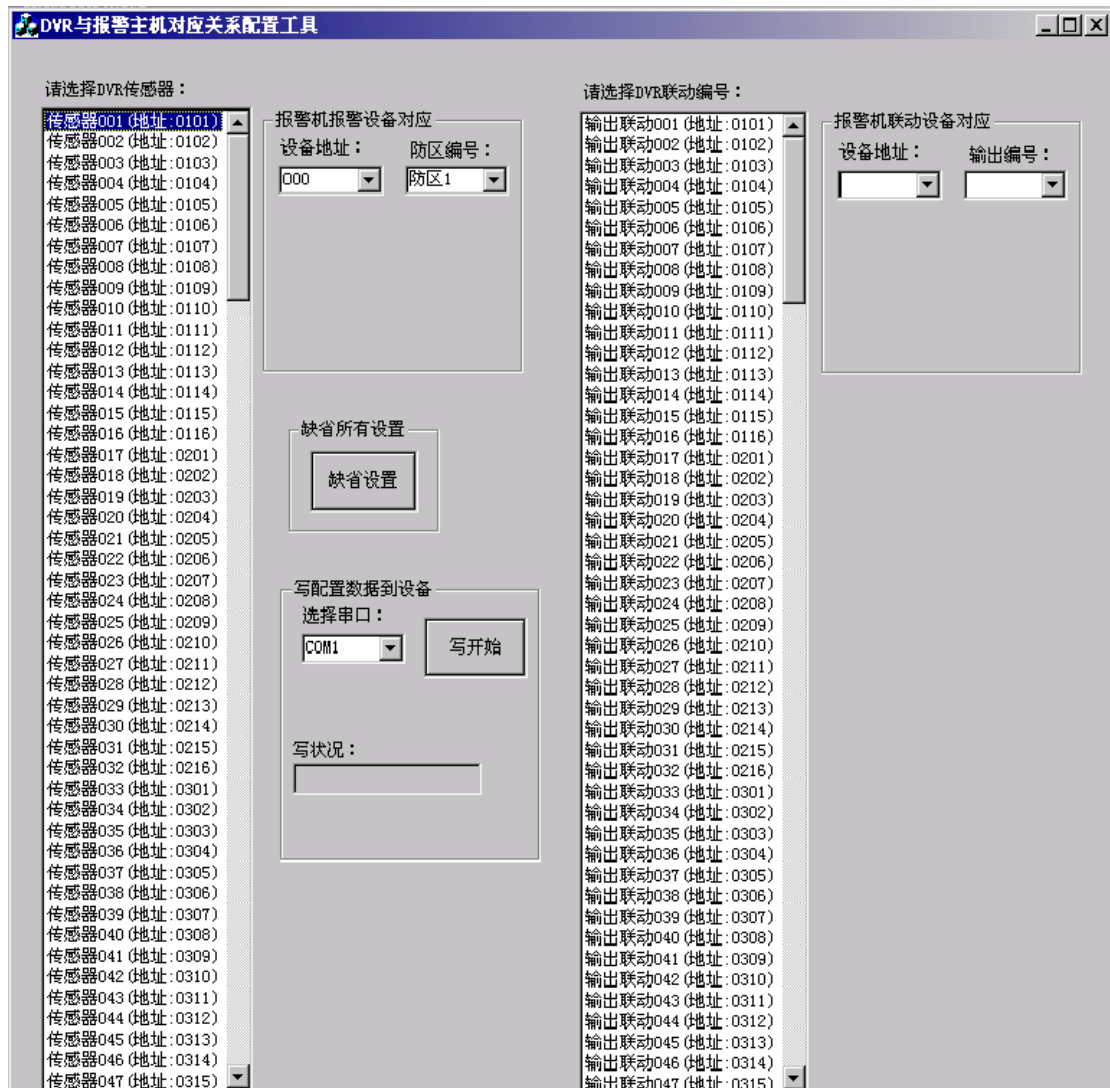 DVR与报警主机对应关系配置工具
请选择DVR传感器：
传感器001(地址:0101)
传感器002(地址:0102)
传感器003(地址:0103)
传感器004(地址:0104)
传感器005(地址:0105)
传感器006(地址:0106)
传感器007(地址:0107)
传感器008(地址:0108)
传感器009(地址:0109)
传感器010(地址:0110)
传感器011(地址:0111)
传感器012(地址:0112)
传感器013(地址:0113)
传感器014(地址:0114)
传感器015(地址:0115)
传感器016(地址:0116)
传感器017(地址:0201)
传感器018(地址:0202)
传感器019(地址:0203)
传感器020(地址:0204)
传感器021(地址:0205)
传感器022(地址:0206)
传感器023(地址:0207)
传感器024(地址:0208)
传感器025(地址:0209)
传感器026(地址:0210)
传感器027(地址:0211)
传感器028(地址:0212)
传感器029(地址:0213)
传感器030(地址:0214)
传感器031(地址:0215)
传感器032(地址:0216)
传感器033(地址:0301)
传感器034(地址:0302)
传感器035(地址:0303)
传感器036(地址:0304)
传感器037(地址:0305)
传感器038(地址:0306)
传感器039(地址:0307)
传感器040(地址:0308)
传感器041(地址:0309)
传感器042(地址:0310)
传感器043(地址:0311)
传感器044(地址:0312)
传感器045(地址:0313)
传感器046(地址:0314)
传感器047(地址:0315)
报警机报警设备对应
设备地址： 防区编号：
000 防区1
缺省所有设置
缺省设置
写配置数据到设备
选择串口：
COM1 写开始
写状况：
请选择DVR联动编号：
输出联动001(地址:0101)
输出联动002(地址:0102)
输出联动003(地址:0103)
输出联动004(地址:0104)
输出联动005(地址:0105)
输出联动006(地址:0106)
输出联动007(地址:0107)
输出联动008(地址:0108)
输出联动009(地址:0109)
输出联动010(地址:0110)
输出联动011(地址:0111)
输出联动012(地址:0112)
输出联动013(地址:0113)
输出联动014(地址:0114)
输出联动015(地址:0115)
输出联动016(地址:0116)
输出联动017(地址:0201)
输出联动018(地址:0202)
输出联动019(地址:0203)
输出联动020(地址:0204)
输出联动021(地址:0205)
输出联动022(地址:0206)
输出联动023(地址:0207)
输出联动024(地址:0208)
输出联动025(地址:0209)
输出联动026(地址:0210)
输出联动027(地址:0211)
输出联动028(地址:0212)
输出联动029(地址:0213)
输出联动030(地址:0214)
输出联动031(地址:0215)
输出联动032(地址:0216)
输出联动033(地址:0301)
输出联动034(地址:0302)
输出联动035(地址:0303)
输出联动036(地址:0304)
输出联动037(地址:0305)
输出联动038(地址:0306)
输出联动039(地址:0307)
输出联动040(地址:0308)
输出联动041(地址:0309)
输出联动042(地址:0310)
输出联动043(地址:0311)
输出联动044(地址:0312)
输出联动045(地址:0313)
输出联动046(地址:0314)
输出联动047(地址:0315)
报警机联动设备对应
设备地址： 输出编号：